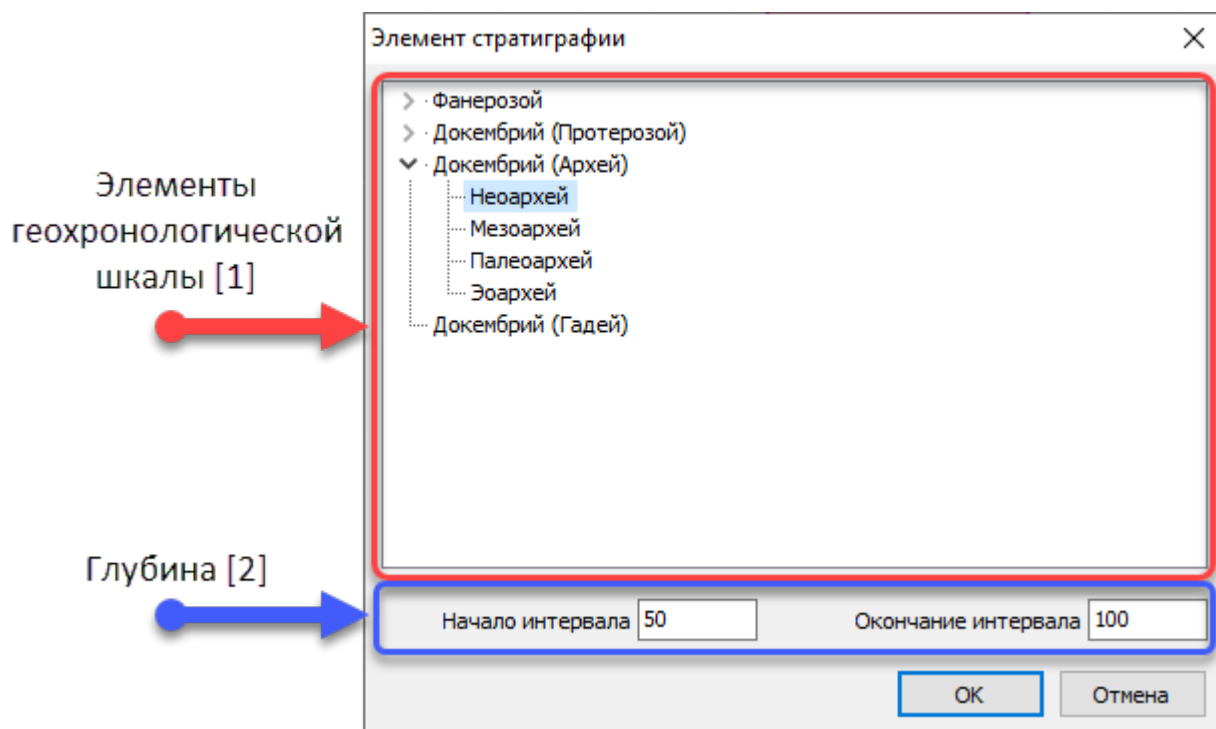 Элемент стратиграфии
Фанерозой
Докембрий (Протерозой)
Докембрий (Архей)
Неоархей
Мезоархей
Палеоархей
Эоархей
Докембрий (Гадей)
Элементы
геохронологической
шкалы [1]
Глубина [2]
Начало интервала 50 Окончание интервала 100
ОК Отмена